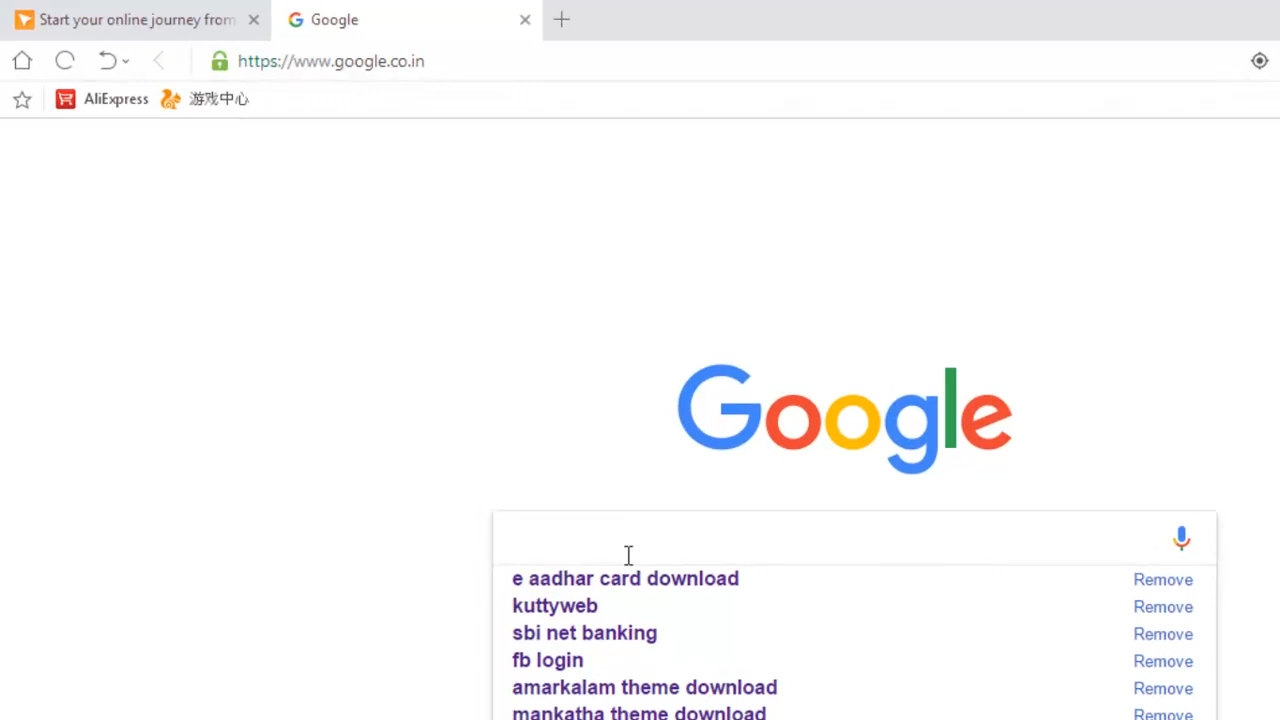 Start your online journey from
Google
https://www.google.co.in
AliExpress
游戏中心
Google
e aadhar card download
Remove
kuttyweb
Remove
sbi net banking
Remove
fb login
Remove
amarkalam theme download
Remove
mankatha theme download
Remove